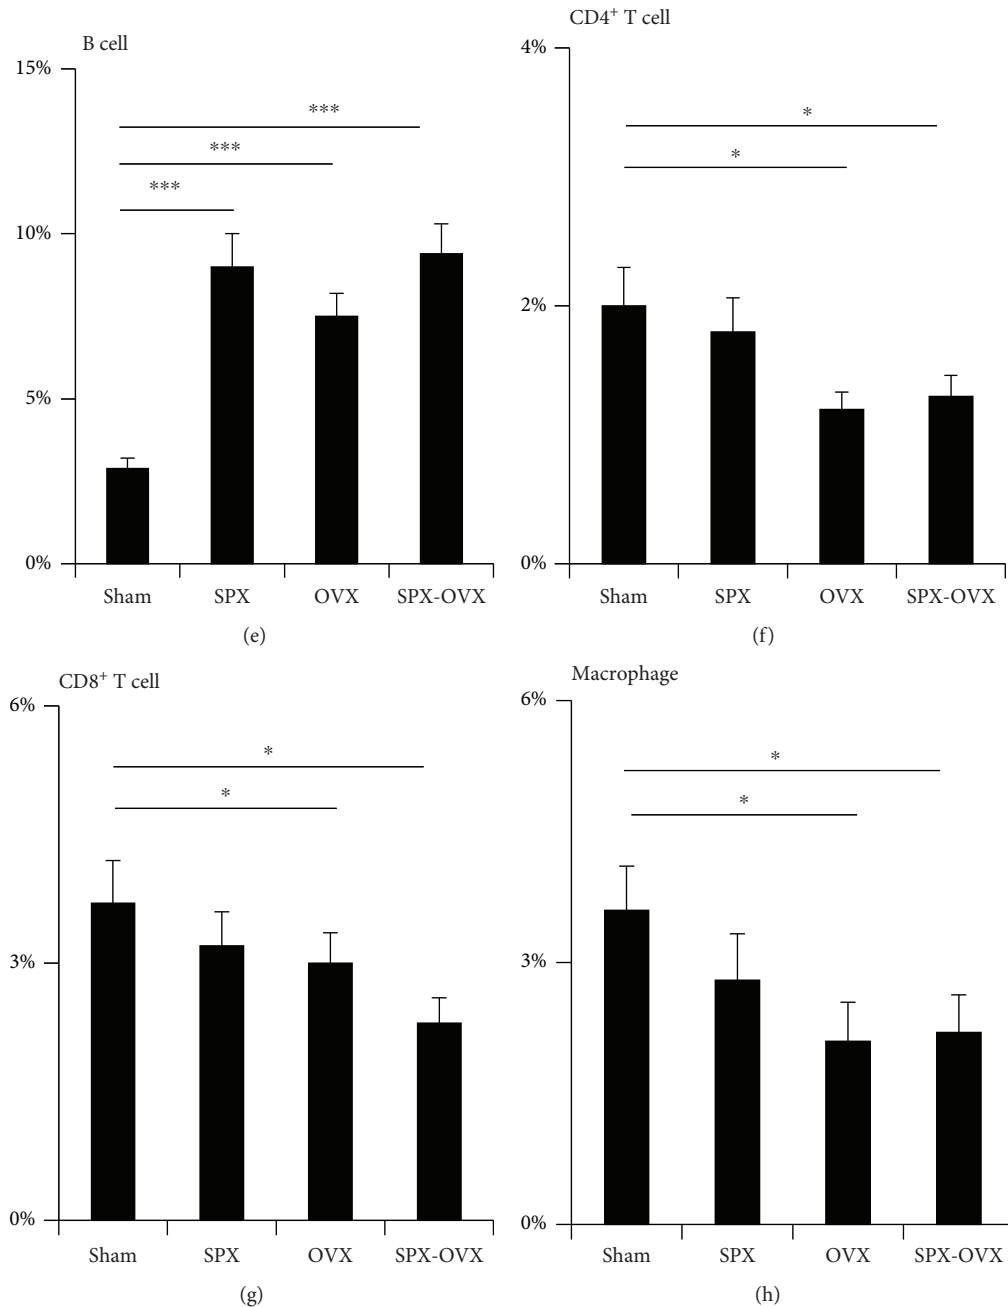 B cell
15%
10%
5%
0%
***
***
***
Sham SPX OVX SPX-OVX
(e)
CD4⁺ T cell
4%
2%
0%
*
*
Sham SPX OVX SPX-OVX
(f)
CD8⁺ T cell
6%
3%
0%
*
*
Sham SPX OVX SPX-OVX
(g)
Macrophage
6%
3%
0%
*
*
Sham SPX OVX SPX-OVX
(h)